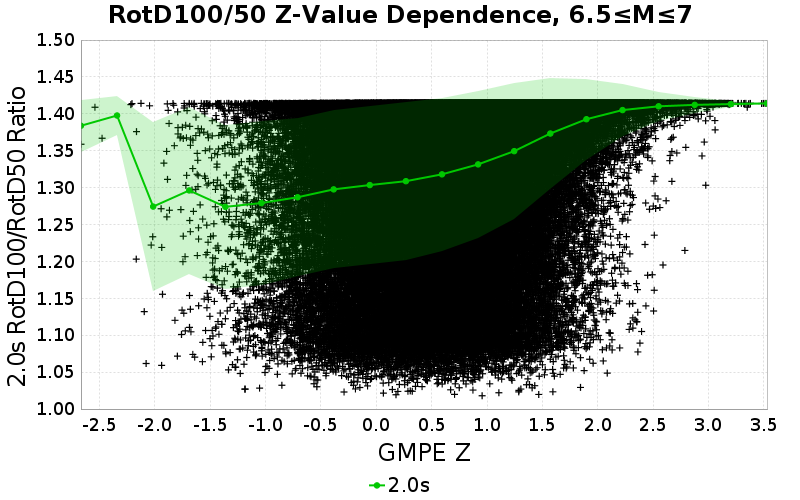 RotD100/50 Z-Value Dependence, 6.5≤M≤7
2.0s RotD100/RotD50 Ratio
1.50
1.45
1.40
1.35
1.30
1.25
1.20
1.15
1.10
1.05
1.00
-2.5 -2.0 -1.5 -1.0 -0.5 0.0 0.5 1.0 1.5 2.0 2.5 3.0 3.5
GMPE Z
2.0s